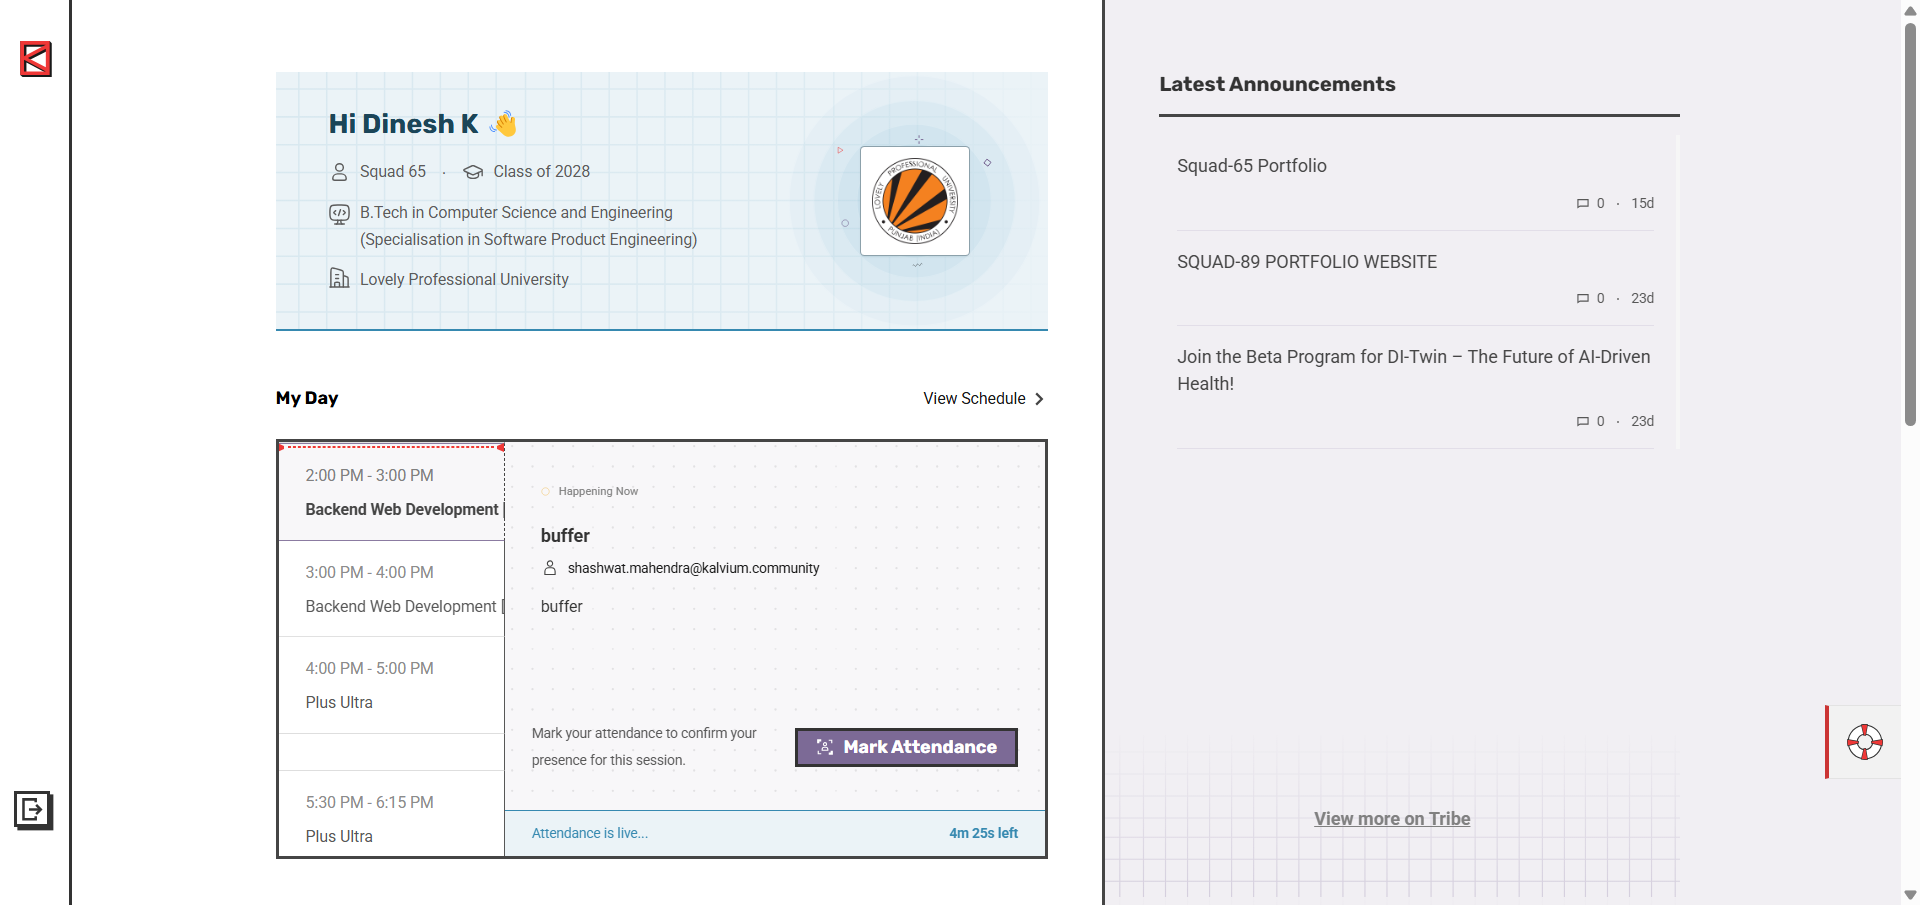 Hi Dinesh K 👋
Squad 65 · Class of 2028
B.Tech in Computer Science and Engineering
(Specialisation in Software Product Engineering)
Lovely Professional University
LOVELY PROFESSIONAL UNIVERSITY
PUNJAB (INDIA)
My Day
View Schedule
2:00 PM - 3:00 PM
Backend Web Development
3:00 PM - 4:00 PM
Backend Web Development [
4:00 PM - 5:00 PM
Plus Ultra
5:30 PM - 6:15 PM
Plus Ultra
Happening Now
buffer
shashwat.mahendra@kalvium.community
buffer
Mark your attendance to confirm your
presence for this session.
Mark Attendance
Attendance is live...
4m 25s left
Latest Announcements
Squad-65 Portfolio
0 · 15d
SQUAD-89 PORTFOLIO WEBSITE
0 · 23d
Join the Beta Program for DI-Twin – The Future of AI-Driven
Health!
0 · 23d
View more on Tribe